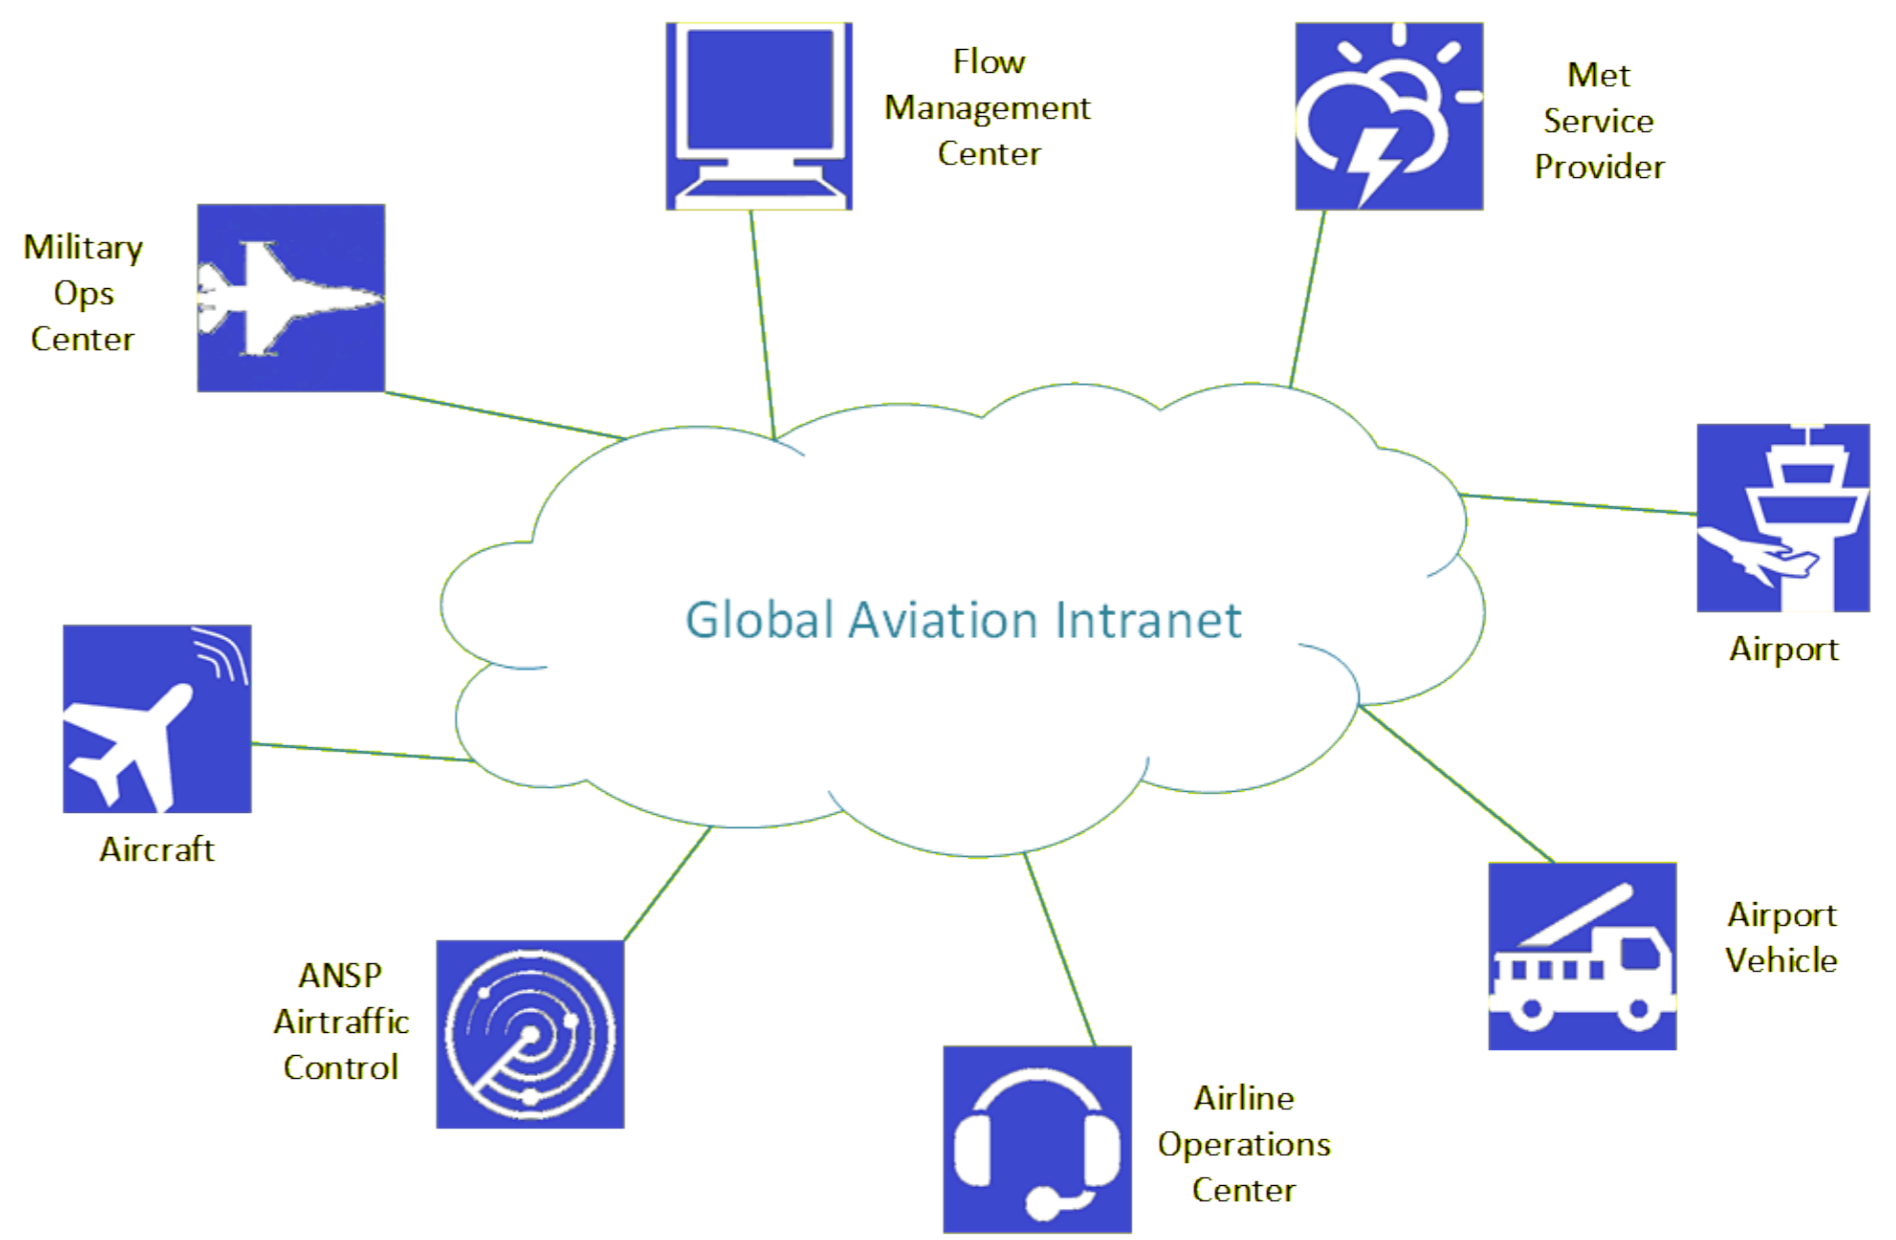 Flow
Management
Center
Met
Service
Provider
Military
Ops
Center
Global Aviation Intranet
Airport
Aircraft
Airport
Vehicle
ANSP
Airtraffic
Control
Airline
Operations
Center